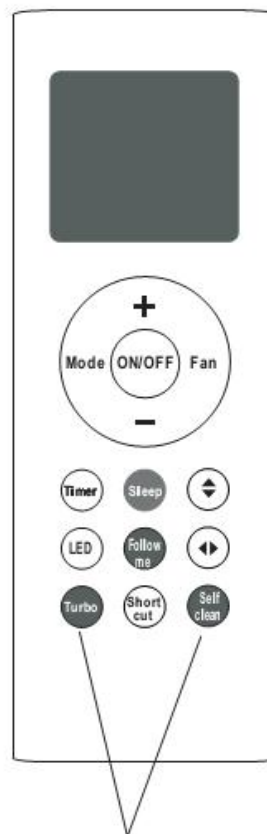 +
Mode ON/OFF Fan
−
Timer Sleep
LED Follow
me
Turbo Short
cut Self
clean